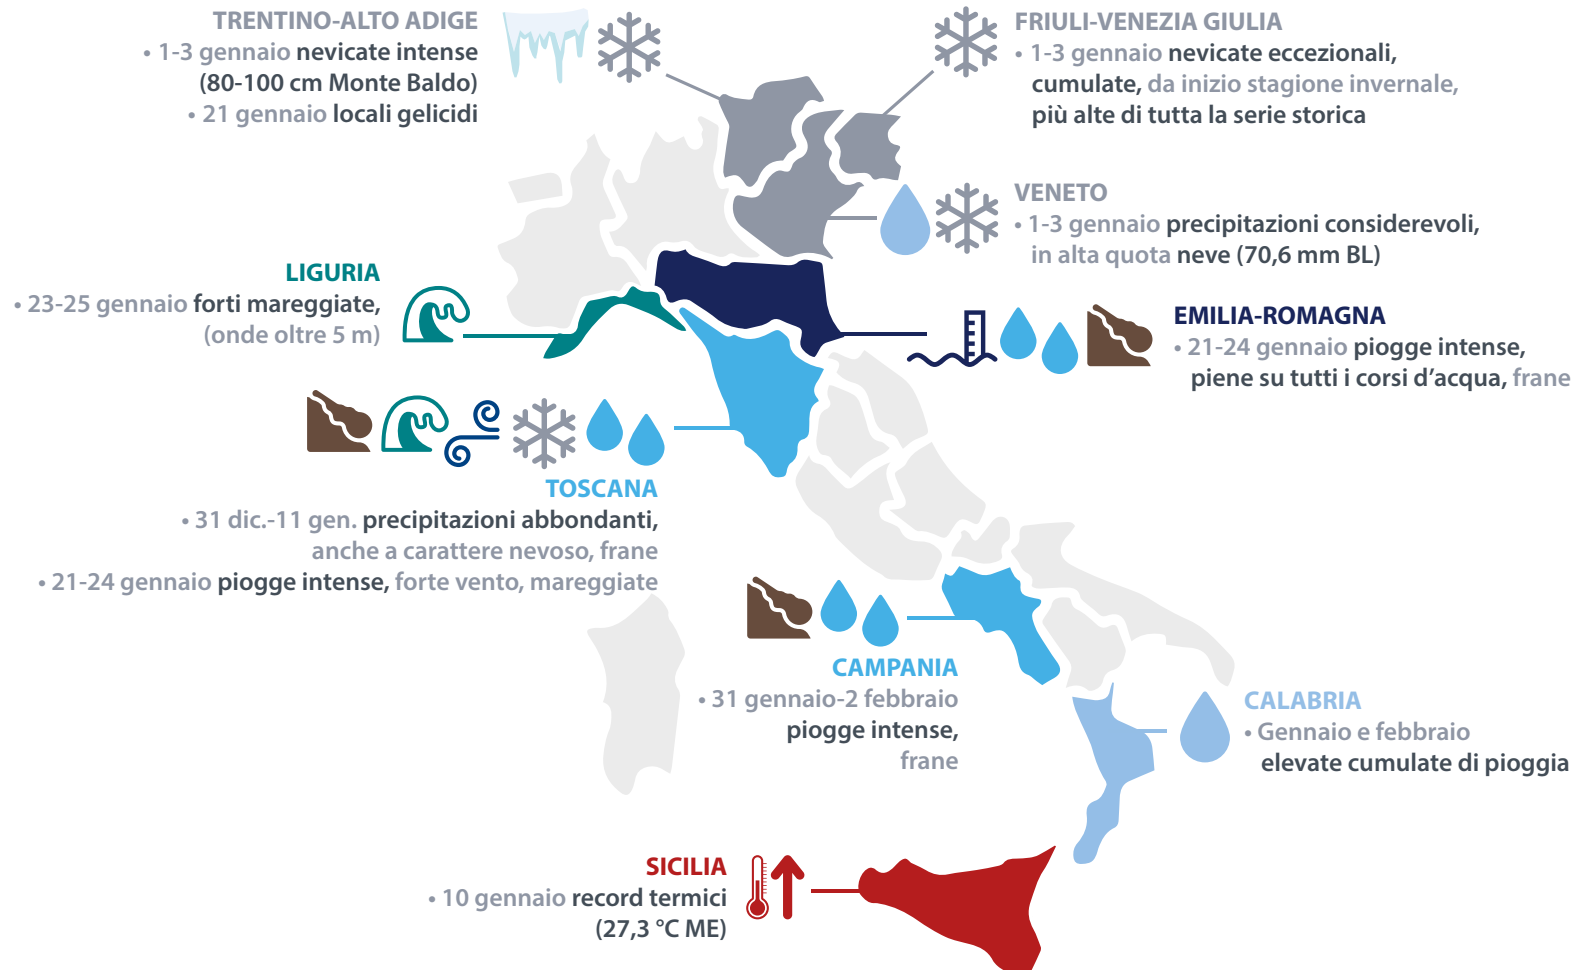 TRENTINO-ALTO ADIGE
• 1-3 gennaio nevicate intense
(80-100 cm Monte Baldo)
• 21 gennaio locali gelicidi
FRIULI-VENEZIA GIULIA
• 1-3 gennaio nevicate eccezionali,
cumulate, da inizio stagione invernale,
più alte di tutta la serie storica
VENETO
• 1-3 gennaio precipitazioni considerevoli,
in alta quota neve (70,6 mm BL)
LIGURIA
• 23-25 gennaio forti mareggiate,
(onde oltre 5 m)
EMILIA-ROMAGNA
• 21-24 gennaio piogge intense,
piene su tutti i corsi d’acqua, frane
TOSCANA
• 31 dic.-11 gen. precipitazioni abbondanti,
anche a carattere nevoso, frane
• 21-24 gennaio piogge intense, forte vento, mareggiate
CAMPANIA
• 31 gennaio-2 febbraio
piogge intense,
frane
CALABRIA
• Gennaio e febbraio
elevate cumulate di pioggia
SICILIA
• 10 gennaio record termici
(27,3 °C ME)